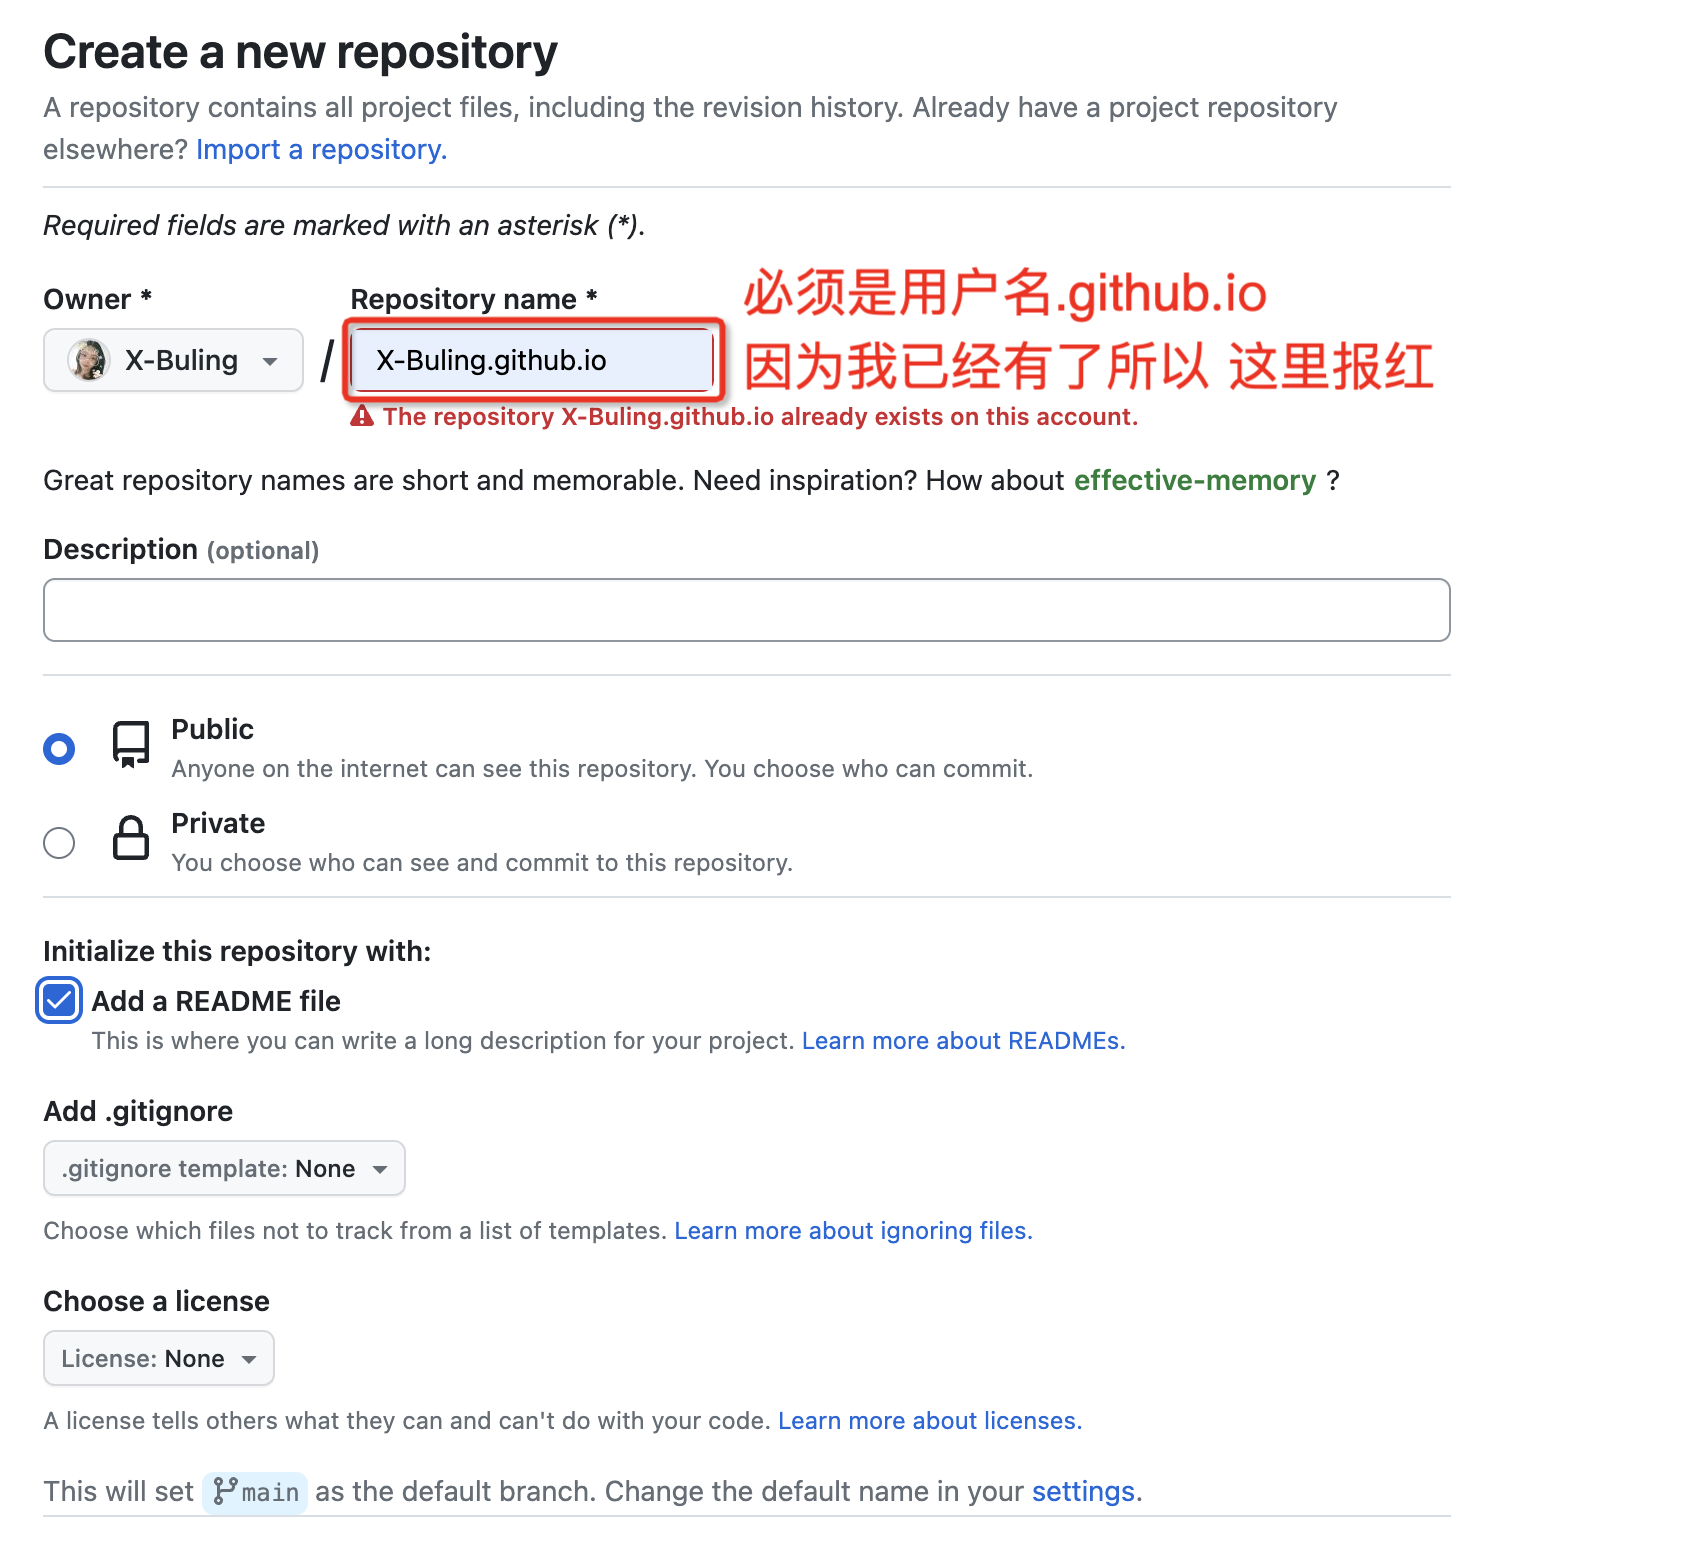 Create a new repository
A repository contains all project files, including the revision history. Already have a project repository
elsewhere? Import a repository.
Required fields are marked with an asterisk (*).
Owner *
Repository name *
必须是用户名.github.io
X-Buling
/
X-Buling.github.io
因为我已经有了所以 这里报红
The repository X-Buling.github.io already exists on this account.
Great repository names are short and memorable. Need inspiration? How about effective-memory ?
Description (optional)
Public
Anyone on the internet can see this repository. You choose who can commit.
Private
You choose who can see and commit to this repository.
Initialize this repository with:
Add a README file
This is where you can write a long description for your project. Learn more about READMEs.
Add .gitignore
.gitignore template: None
Choose which files not to track from a list of templates. Learn more about ignoring files.
Choose a license
License: None
A license tells others what they can and can't do with your code. Learn more about licenses.
This will set main as the default branch. Change the default name in your settings.